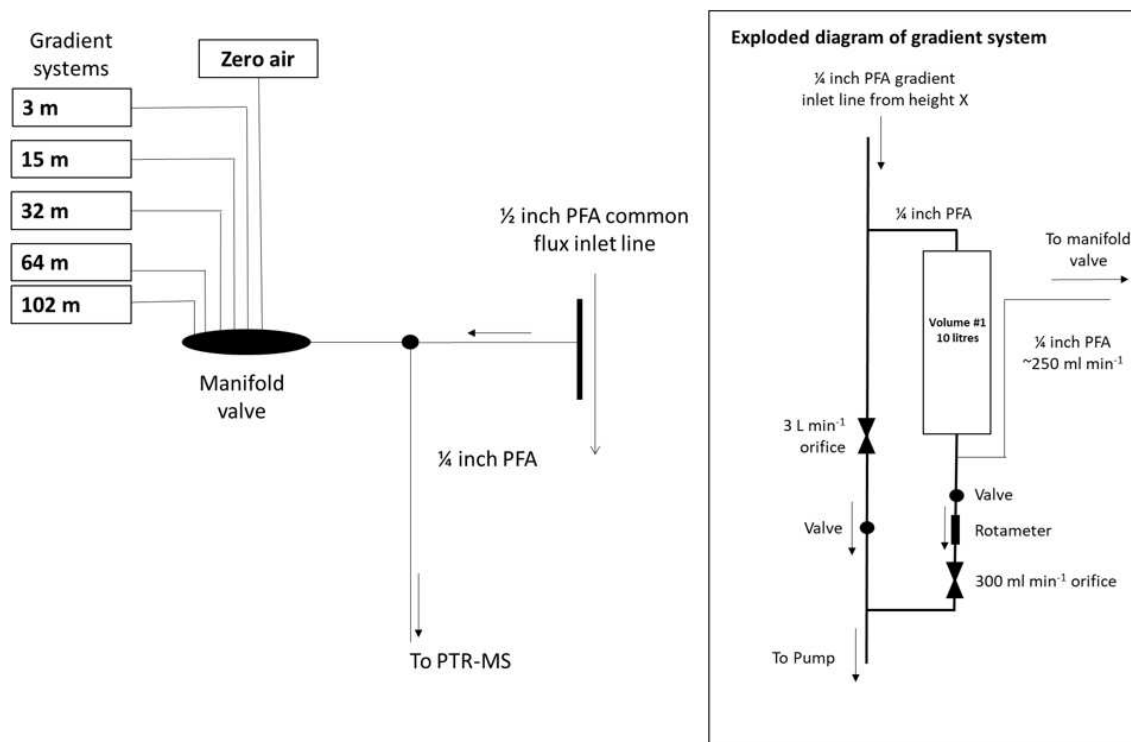 Gradient
systems
Zero air
3 m
15 m
32 m
64 m
102 m
Manifold
valve
½ inch PFA common
flux inlet line
¼ inch PFA
To PTR-MS
Exploded diagram of gradient system
¼ inch PFA gradient
inlet line from height X
¼ inch PFA
To manifold
valve
Volume #1
10 litres
¼ inch PFA
~250 ml min⁻¹
3 L min⁻¹
orifice
Valve
Valve
Rotameter
300 ml min⁻¹ orifice
To Pump